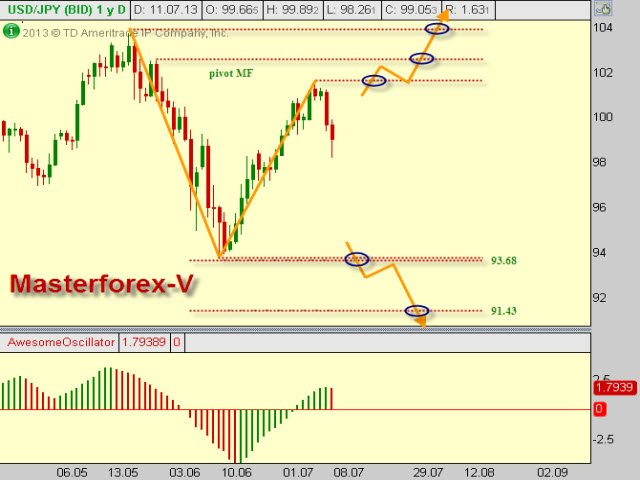 USD/JPY (BID) 1 y D D: 11.07.13 O: 99.665 H: 99.892 L: 98.261 C: 99.053 R: 1.631
2013 © TD Ameritrade IP Company, Inc.
104
pivot MF
102
100
98
96
94
93.68
Masterforex-V
92
91.43
AwesomeOscillator 1.79389 0
2.5
1.7939
0
-2.5
06.05 13.05 03.06 10.06 01.07 08.07 29.07 12.08 02.09